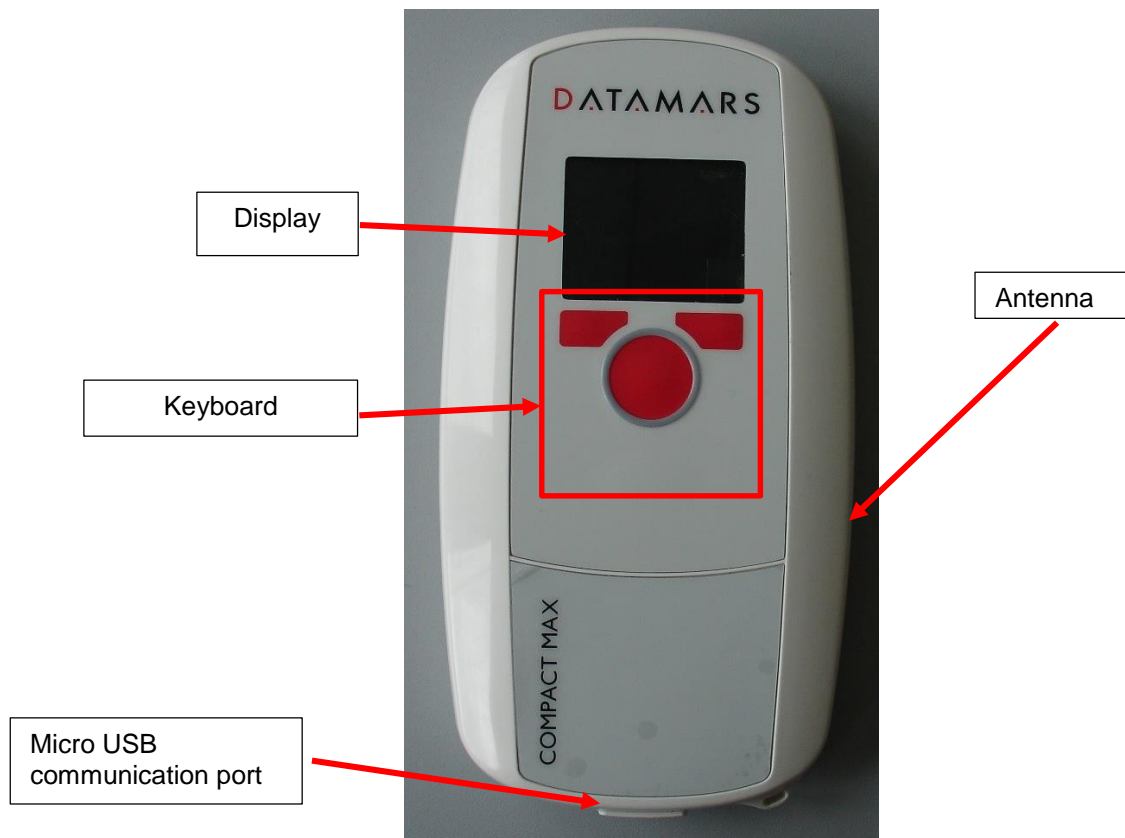 DATAMARS
Display
Antenna
Keyboard
COMPACT MAX
Micro USB
communication port